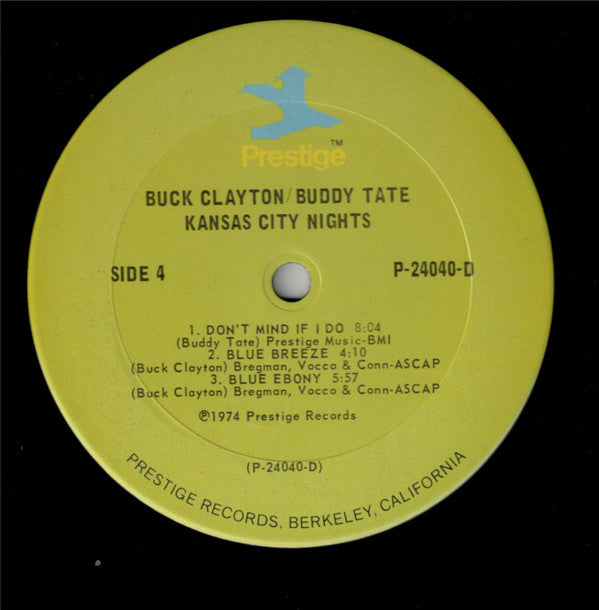 Prestige™
BUCK CLAYTON/BUDDY TATE
KANSAS CITY NIGHTS
SIDE 4
P-24040-D
1. DON'T MIND IF I DO 8:04
(Buddy Tate) Prestige Music-BMI
2. BLUE BREEZE 4:10
(Buck Clayton) Bregman, Vocco & Conn-ASCAP
3. BLUE EBONY 5:57
(Buck Clayton) Bregman, Vocco & Conn-ASCAP
℗1974 Prestige Records
(P-24040-D)
PRESTIGE RECORDS, BERKELEY, CALIFORNIA